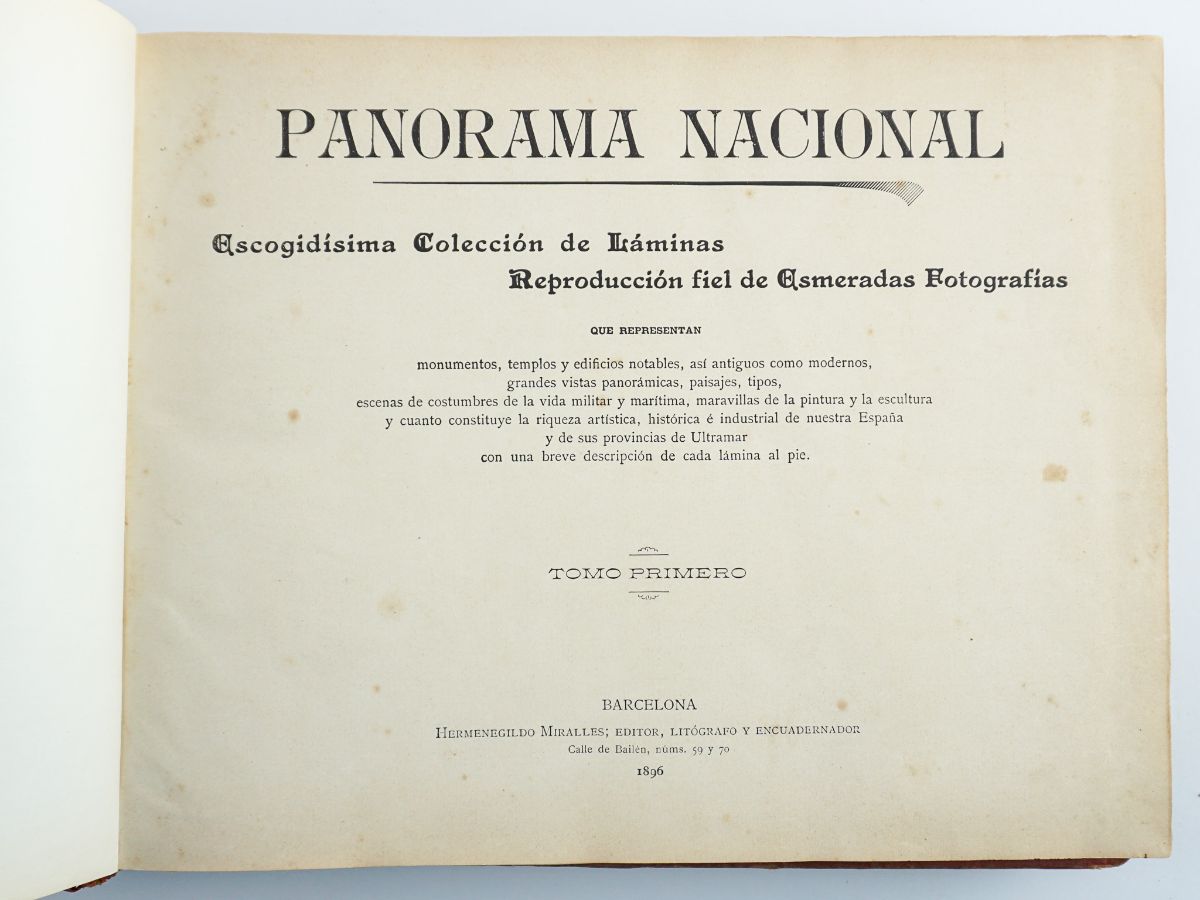 PANORAMA NACIONAL
Escogidísima Colección de Láminas
Reproducción fiel de Esmeradas Fotografías
QUE REPRESENTAN
monumentos, templos y edificios notables, así antiguos como modernos,
grandes vistas panorámicas, paisajes, tipos,
escenas de costumbres de la vida militar y marítima, maravillas de la pintura y la escultura
y cuanto constituye la riqueza artística, histórica é industrial de nuestra España
y de sus provincias de Ultramar
con una breve descripción de cada lámina al pie.
TOMO PRIMERO
BARCELONA
HERMENEGILDO MIRALLES; EDITOR, LITÓGRAFO Y ENCUADERNADOR
Calle de Bailén, núms. 59 y 70
1896